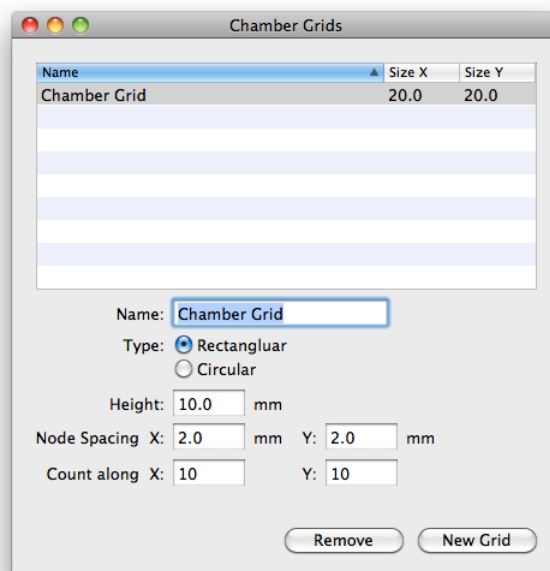 Chamber Grids
Name Size X Size Y
Chamber Grid 20.0 20.0
Name: Chamber Grid
Type: Rectangluar
Circular
Height: 10.0 mm
Node Spacing X: 2.0 mm Y: 2.0 mm
Count along X: 10 Y: 10
Remove New Grid